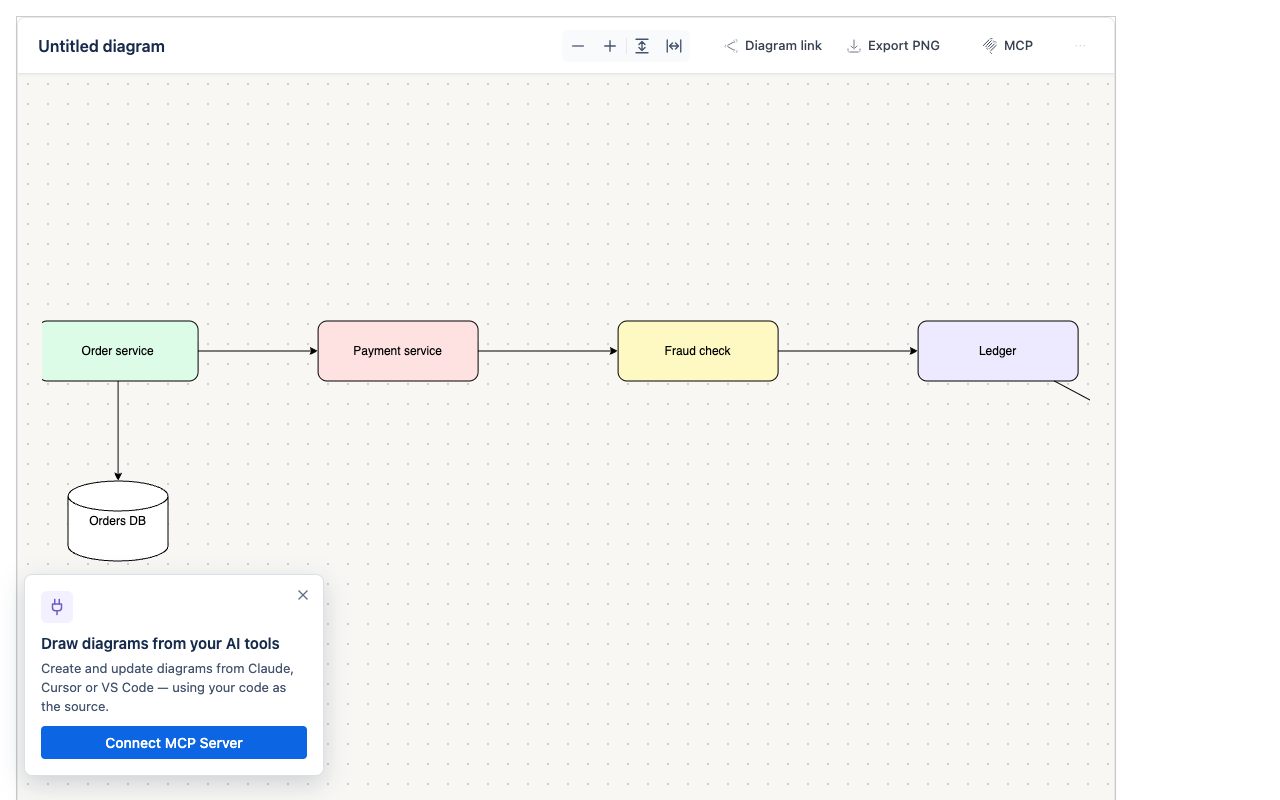 Untitled diagram
Diagram link
Export PNG
MCP
Order service
Payment service
Fraud check
Ledger
Orders DB
Draw diagrams from your AI tools
Create and update diagrams from Claude,
Cursor or VS Code — using your code as
the source.
Connect MCP Server